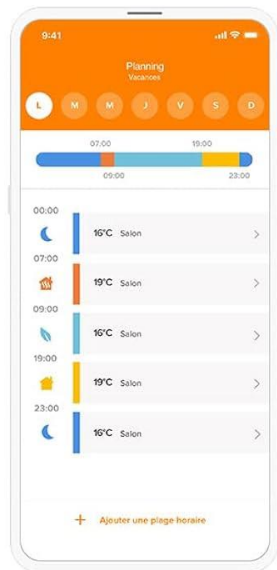 9:41
Planning
Vacances
L M M J V S D
07:00 19:00
09:00 23:00
00:00
16°C Salon
07:00
19°C Salon
09:00
16°C Salon
19:00
19°C Salon
23:00
16°C Salon
+ Ajouter une plage horaire